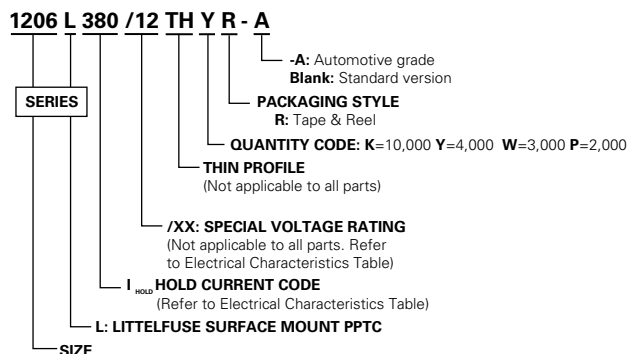 1206 L 380 /12 TH Y R - A
-A: Automotive grade
Blank: Standard version
SERIES
PACKAGING STYLE
R: Tape & Reel
QUANTITY CODE: K=10,000 Y=4,000 W=3,000 P=2,000
THIN PROFILE
(Not applicable to all parts)
/XX: SPECIAL VOLTAGE RATING
(Not applicable to all parts. Refer
to Electrical Characteristics Table)
I HOLD HOLD CURRENT CODE
(Refer to Electrical Characteristics Table)
L: LITTELFUSE SURFACE MOUNT PPTC
SIZE